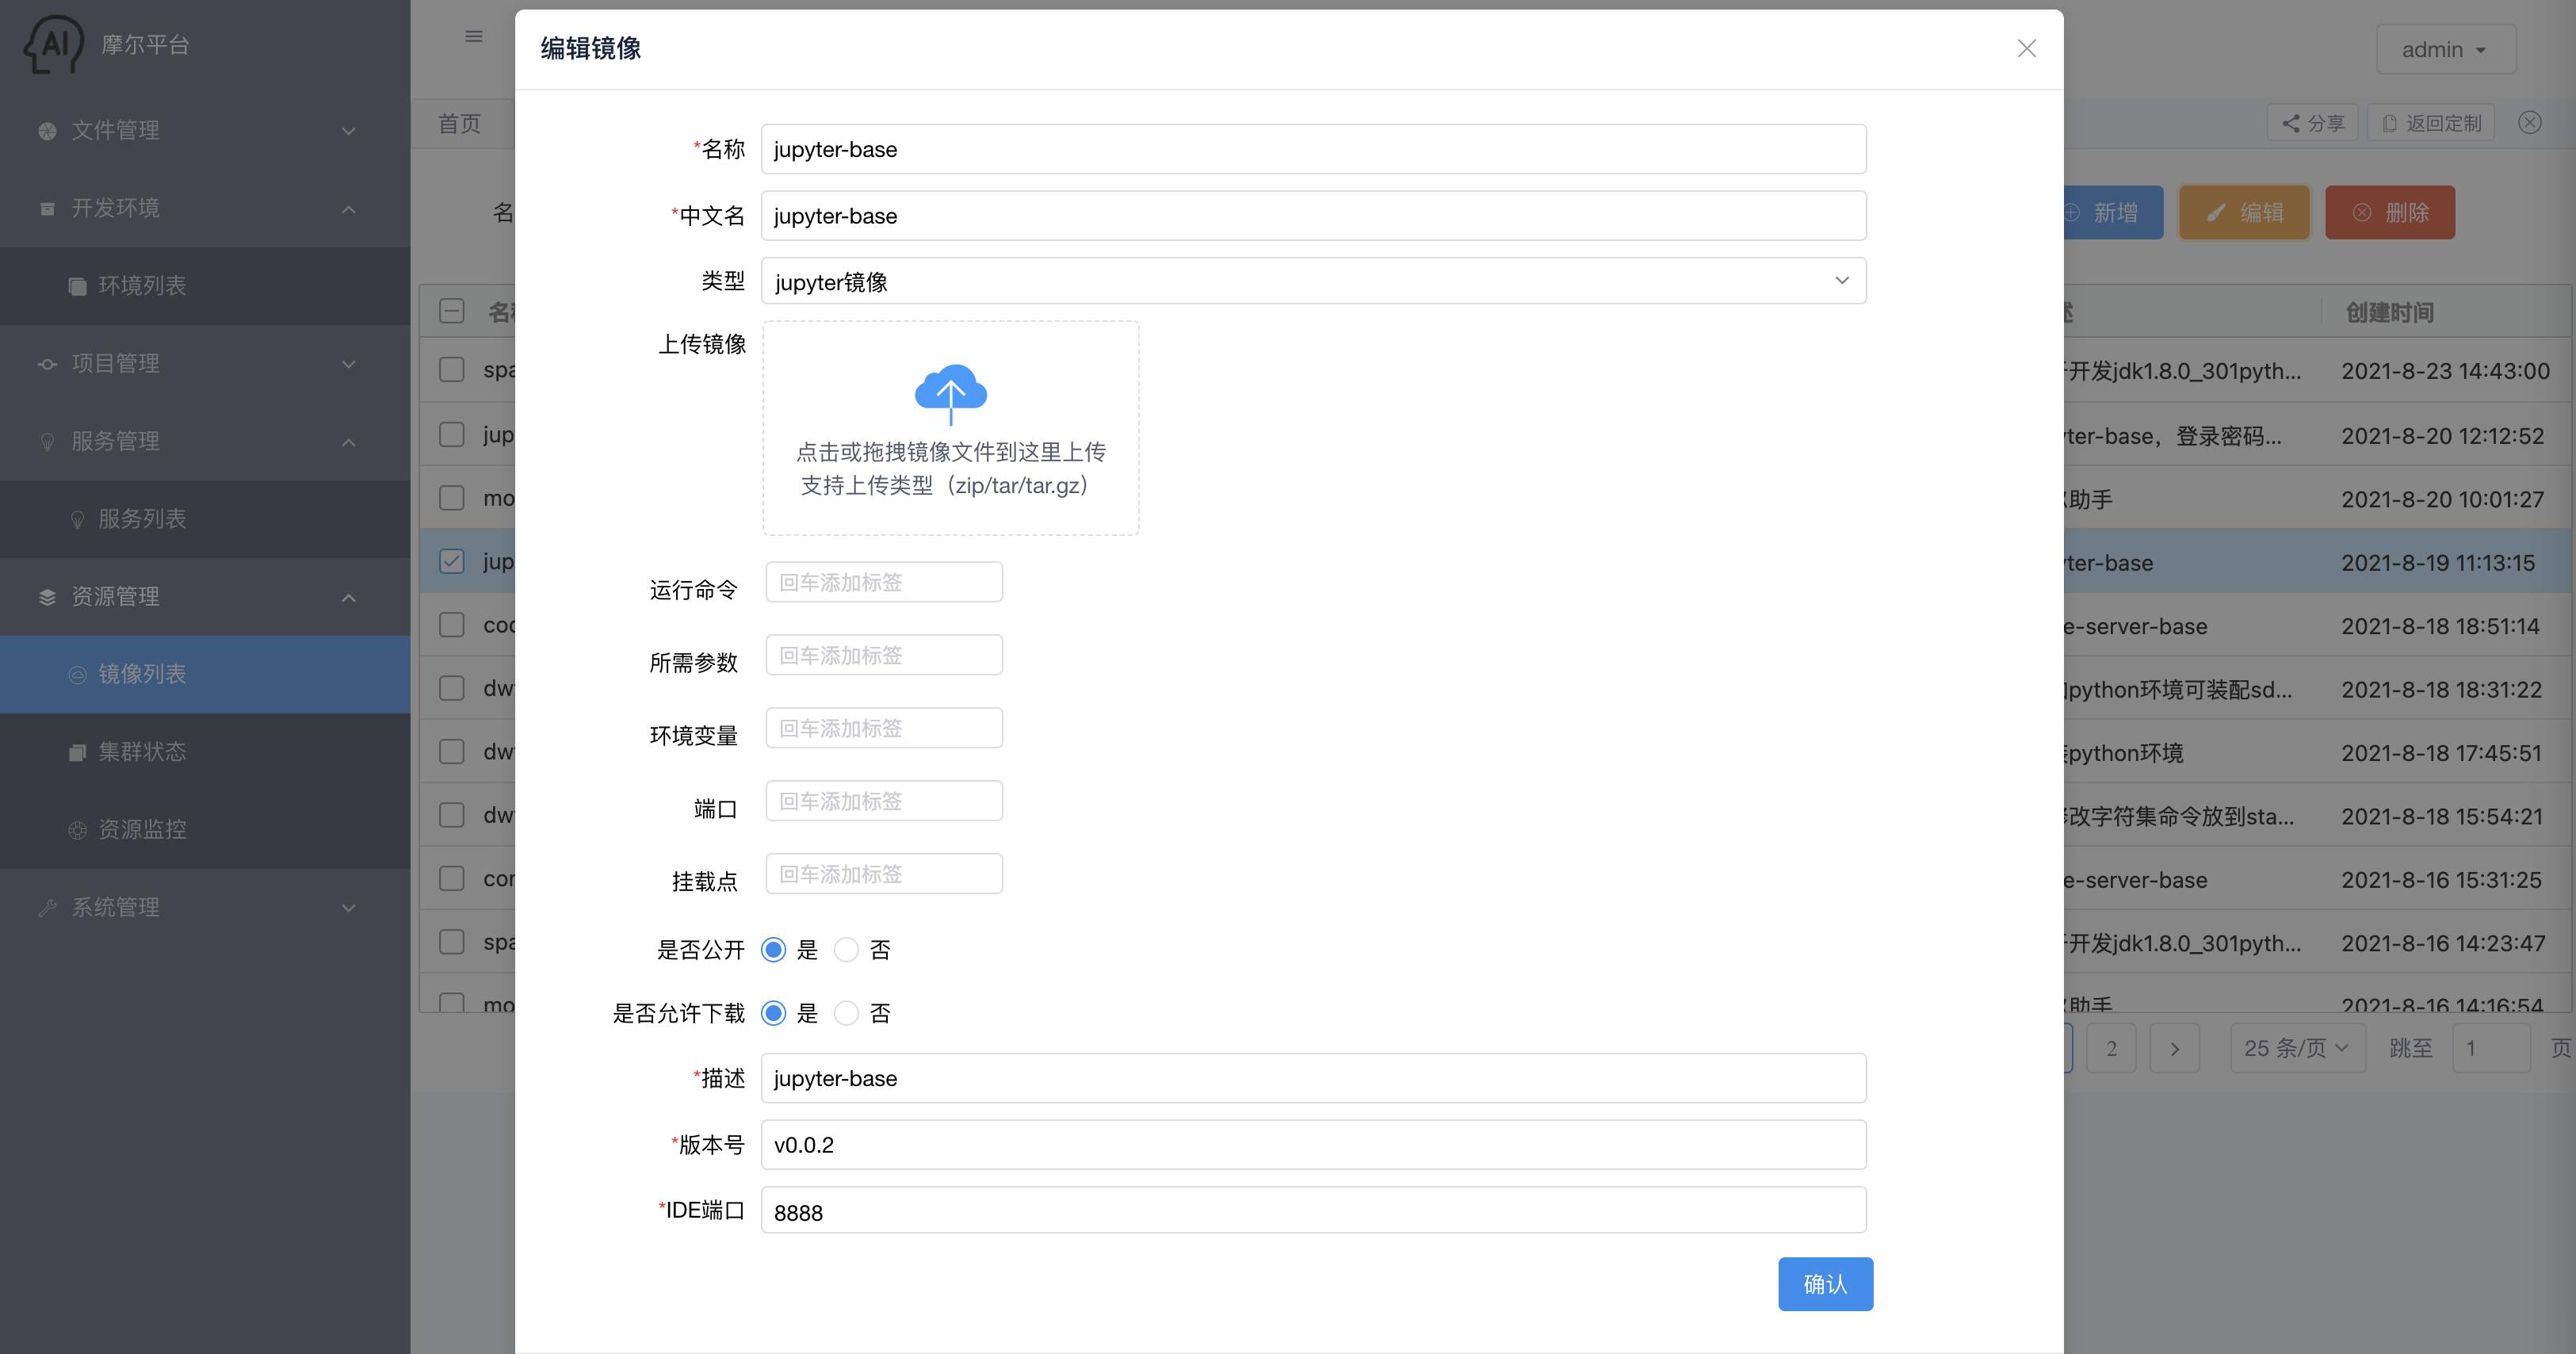 AI 摩尔平台
文件管理
开发环境
环境列表
项目管理
服务管理
服务列表
资源管理
镜像列表
集群状态
资源监控
系统管理
首页
admin
分享
返回定制
新增
编辑
删除
编辑镜像
*名称 jupyter-base
*中文名 jupyter-base
类型 jupyter镜像
上传镜像
点击或拖拽镜像文件到这里上传
支持上传类型（zip/tar/tar.gz）
运行命令 回车添加标签
所需参数 回车添加标签
环境变量 回车添加标签
端口 回车添加标签
挂载点 回车添加标签
是否公开 是 否
是否允许下载 是 否
*描述 jupyter-base
*版本号 v0.0.2
*IDE端口 8888
确认
名
创建时间
spa
开发jdk1.8.0_301pyth... 2021-8-23 14:43:00
jup
ter-base，登录密码... 2021-8-20 12:12:52
mo
助手 2021-8-20 10:01:27
jup
ter-base 2021-8-19 11:13:15
coc
e-server-base 2021-8-18 18:51:14
dw
python环境可装配sd... 2021-8-18 18:31:22
dw
python环境 2021-8-18 17:45:51
dw
改字符集命令放到sta... 2021-8-18 15:54:21
cor
e-server-base 2021-8-16 15:31:25
spa
开发jdk1.8.0_301pyth... 2021-8-16 14:23:47
mo
助手 2021-8-16 14:16:54
2
25 条/页
跳至 1 页